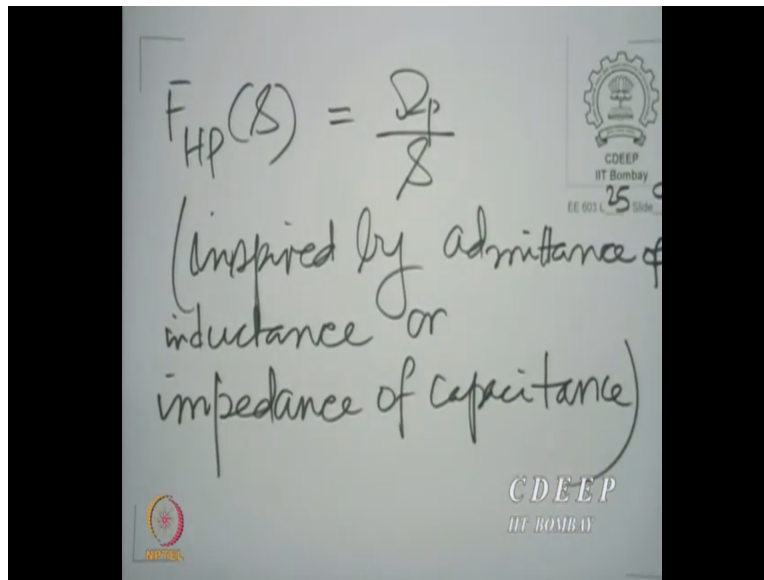 F_HP(s) = Ωp/s
CDEEP
IIT Bombay
EE 603 L 25 Slide
(inspired by admittance of
inductance or
impedance of capacitance)
CDEEP
IIT BOMBAY
NPTEL